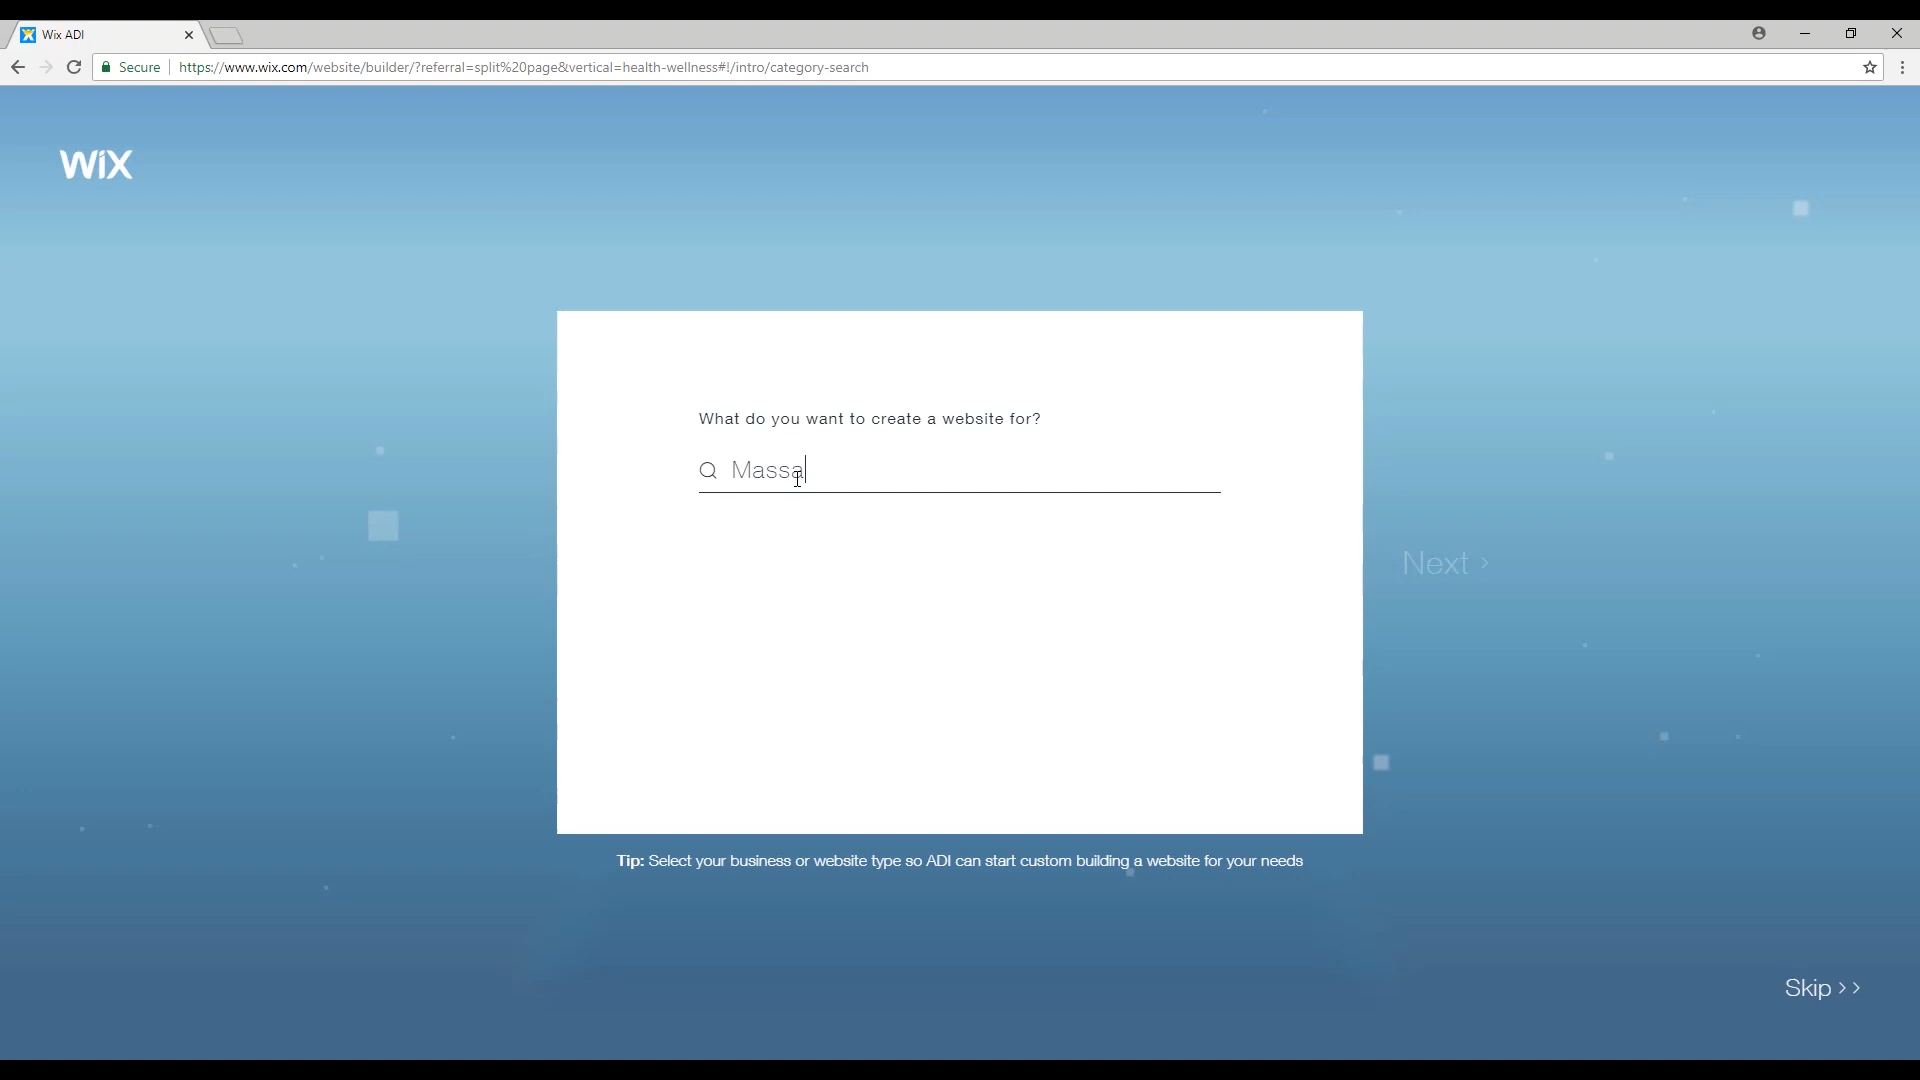 Wix ADI
Secure
https://www.wix.com/website/builder/?referral=split%20page&vertical=health-wellness#!/intro/category-search
WiX
What do you want to create a website for?
Massa
Next >
Tip: Select your business or website type so ADI can start custom building a website for your needs
Skip >>